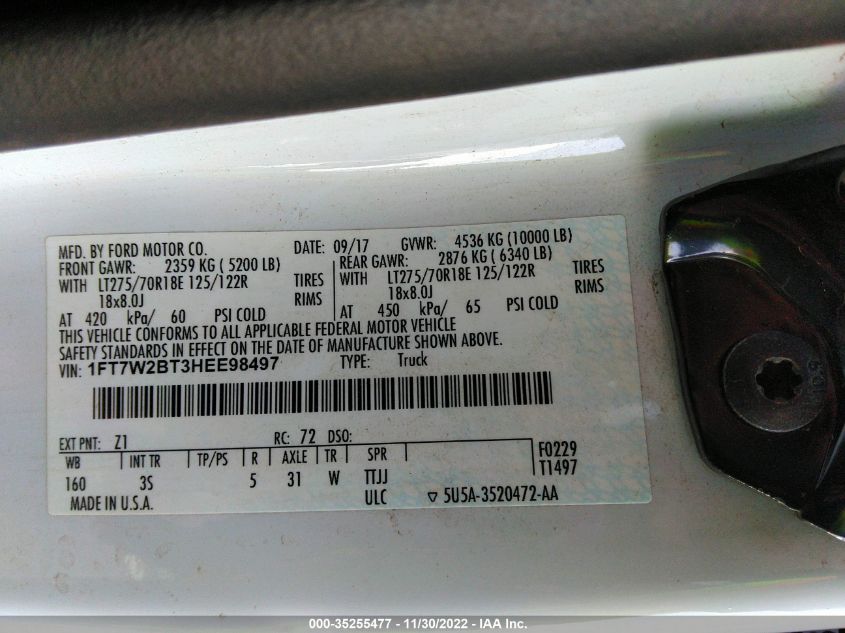 MFD. BY FORD MOTOR CO. DATE: 09/17 GVWR: 4536 KG (10000 LB)
FRONT GAWR: 2359 KG ( 5200 LB) REAR GAWR: 2876 KG ( 6340 LB)
WITH LT275/70R18E 125/122R TIRES WITH LT275/70R18E 125/122R TIRES
18x8.0J RIMS 18x8.0J RIMS
AT 420 kPa/ 60 PSI COLD AT 450 kPa/ 65 PSI COLD
THIS VEHICLE CONFORMS TO ALL APPLICABLE FEDERAL MOTOR VEHICLE
SAFETY STANDARDS IN EFFECT ON THE DATE OF MANUFACTURE SHOWN ABOVE.
VIN: 1FT7W2BT3HEE98497 TYPE: Truck
EXT PNT: Z1 RC: 72 DSO:
WB INT TR TP/PS R AXLE TR SPR F0229
160 3S 5 31 W TTJJ T1497
MADE IN U.S.A. ULC ▽ 5U5A-3520472-AA
000-35255477 - 11/30/2022 - IAA Inc.